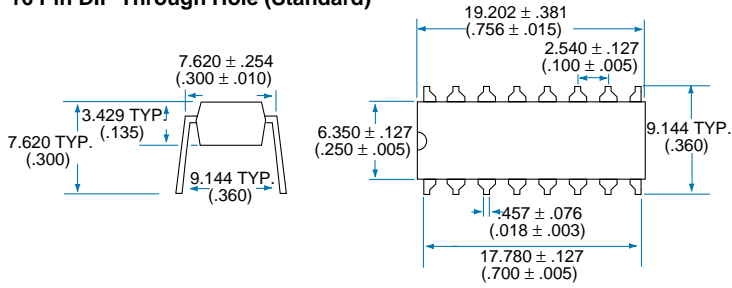 16 Pin DIP Through Hole (Standard)
7.620 ± .254
(.300 ± .010)
3.429 TYP.
(.135)
7.620 TYP.
(.300)
9.144 TYP.
(.360)
19.202 ± .381
(.756 ± .015)
2.540 ± .127
(.100 ± .005)
6.350 ± .127
(.250 ± .005)
9.144 TYP.
(.360)
.457 ± .076
(.018 ± .003)
17.780 ± .127
(.700 ± .005)